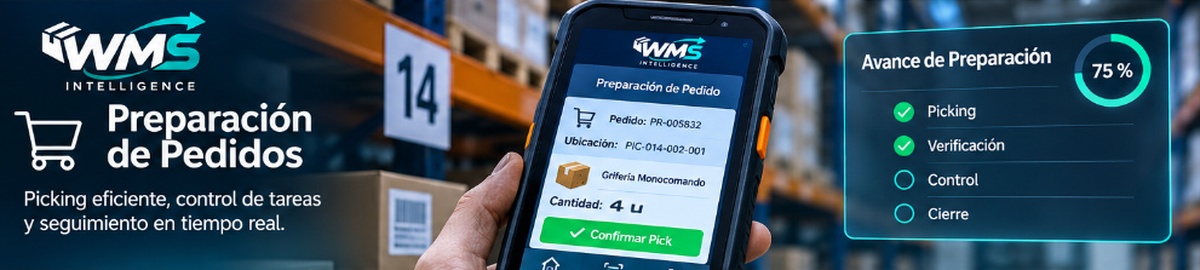 WMS
INTELLIGENCE
Preparación
de Pedidos
Picking eficiente, control de tareas
y seguimiento en tiempo real.
14
WMS
INTELLIGENCE
Preparación de Pedido
Pedido: PR-005832
Ubicación: PIC-014-002-001
Grifería Monocomando
Cantidad: 4 u
Confirmar Pick
Avance de Preparación
75 %
Picking
Verificación
Control
Cierre